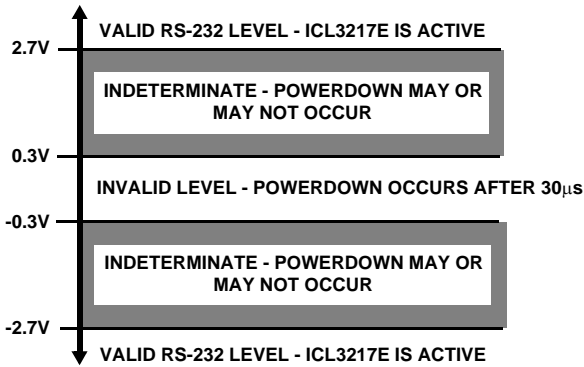 VALID RS-232 LEVEL - ICL3217E IS ACTIVE
2.7V
INDETERMINATE - POWERDOWN MAY OR
MAY NOT OCCUR
0.3V
INVALID LEVEL - POWERDOWN OCCURS AFTER 30μs
-0.3V
INDETERMINATE - POWERDOWN MAY OR
MAY NOT OCCUR
-2.7V
VALID RS-232 LEVEL - ICL3217E IS ACTIVE